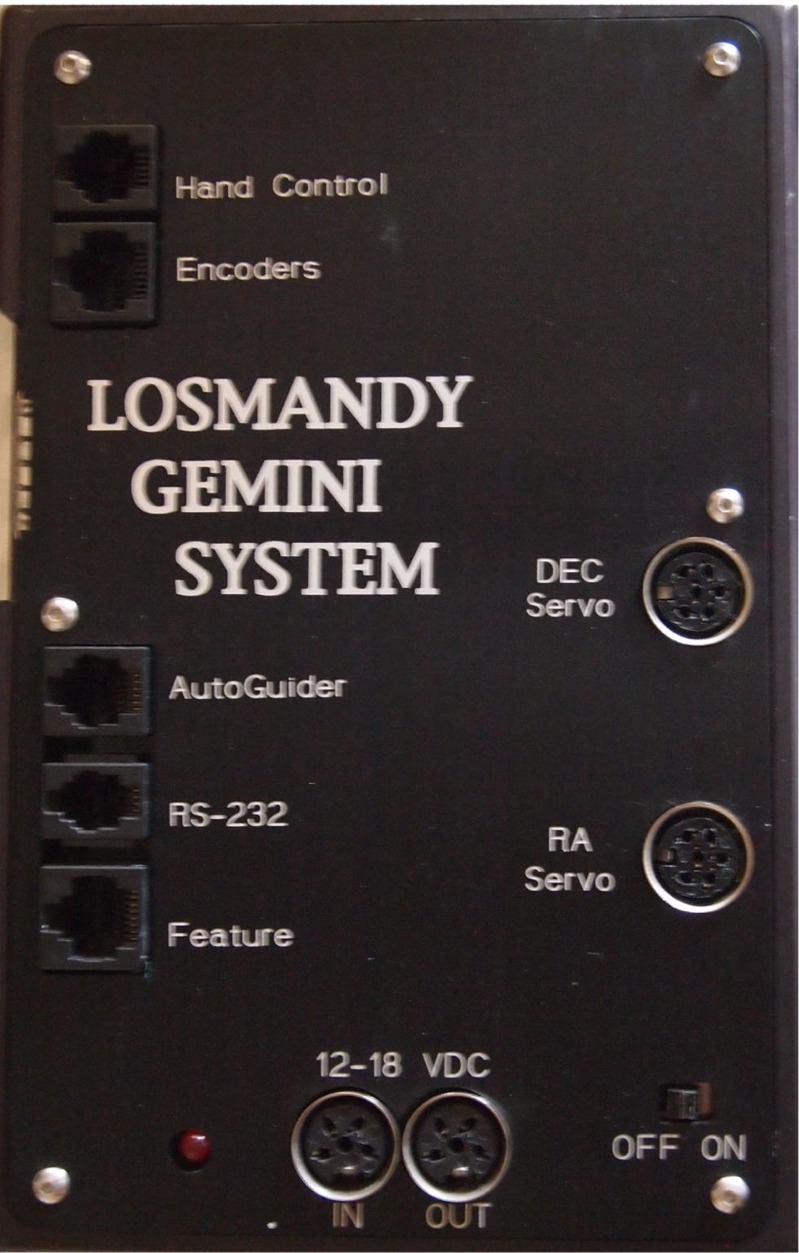 Hand Control
Encoders
LOSMANDY
GEMINI
SYSTEM
DEC
Servo
AutoGuider
RS-232
RA
Servo
Feature
12-18 VDC
OFF ON
IN OUT